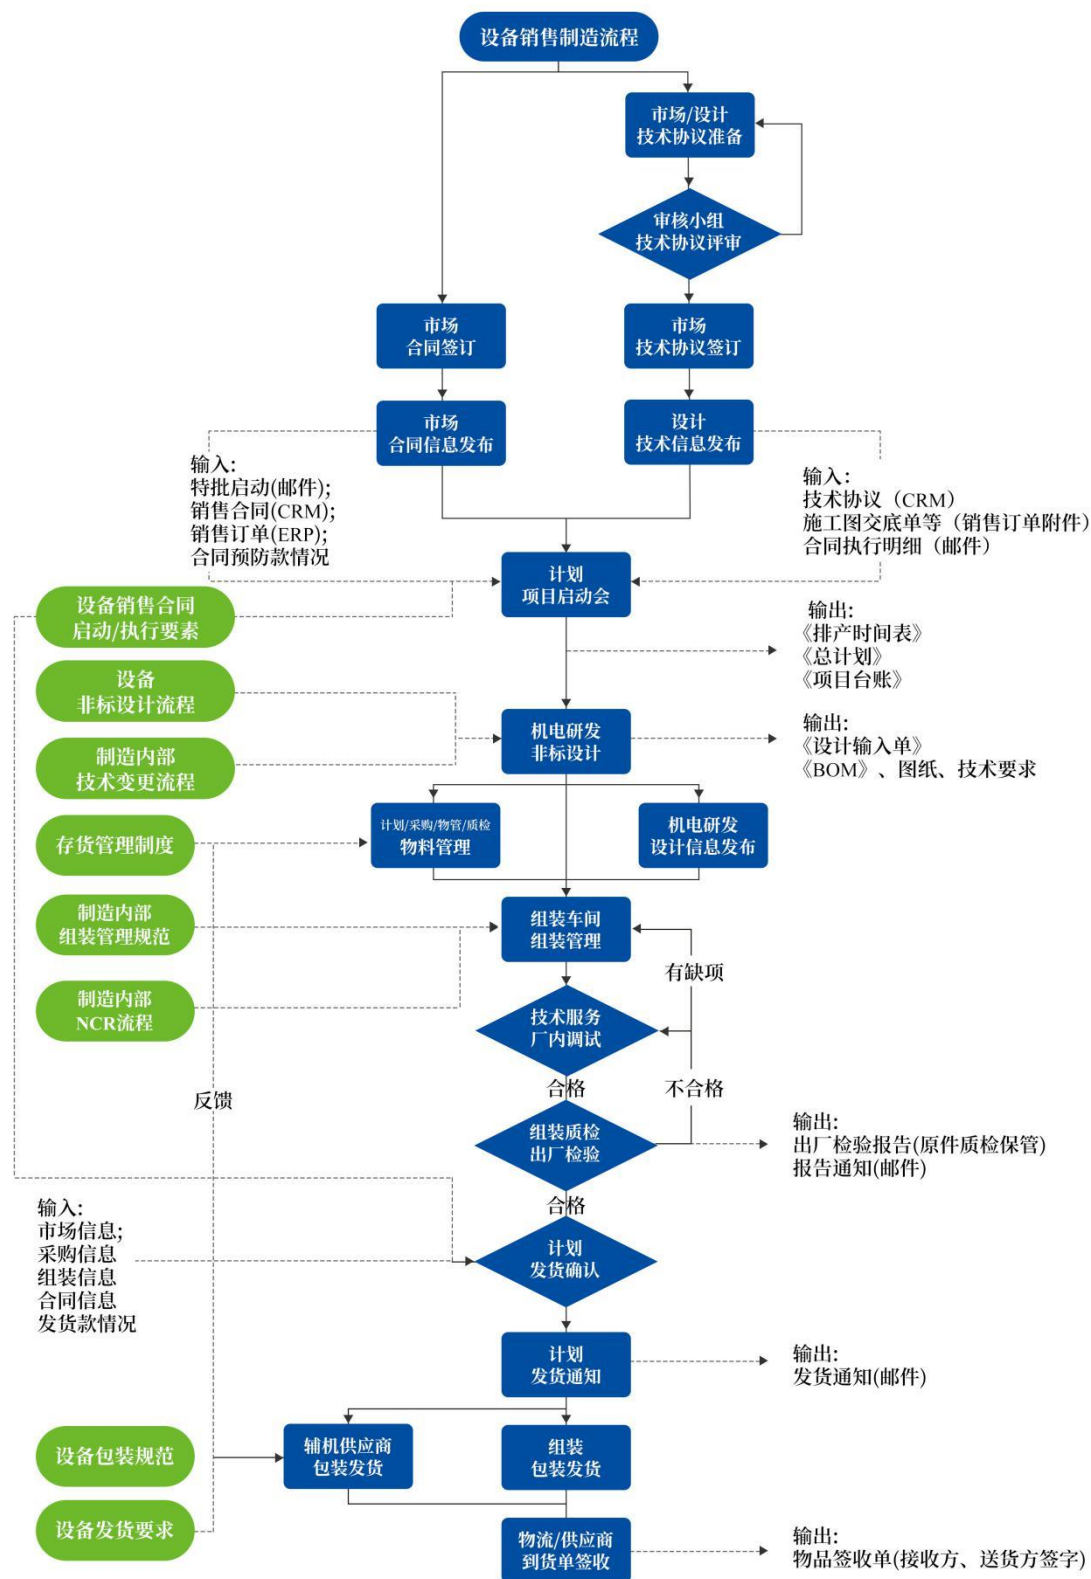 设备销售制造流程
市场/设计
技术协议准备
审核小组
技术协议评审
市场
合同签订
市场
技术协议签订
市场
合同信息发布
设计
技术信息发布
输入：
特批启动(邮件);
销售合同(CRM);
销售订单(ERP);
合同预防款情况
输入：
技术协议（CRM）
施工图交底单等（销售订单附件）
合同执行明细（邮件）
计划
项目启动会
设备销售合同
启动/执行要素
输出：
《排产时间表》
《总计划》
《项目台账》
设备
非标设计流程
机电研发
非标设计
输出：
《设计输入单》
《BOM》、图纸、技术要求
制造内部
技术变更流程
计划/采购/物管/质检
物料管理
机电研发
设计信息发布
存货管理制度
制造内部
组装管理规范
组装车间
组装管理
有缺项
制造内部
NCR流程
技术服务
厂内调试
合格
不合格
反馈
组装质检
出厂检验
输出：
出厂检验报告(原件质检保管)
报告通知(邮件)
合格
输入：
市场信息;
采购信息
组装信息
合同信息
发货款情况
计划
发货确认
计划
发货通知
输出：
发货通知(邮件)
设备包装规范
辅机供应商
包装发货
组装
包装发货
设备发货要求
物流/供应商
到货单签收
输出：
物品签收单(接收方、送货方签字)